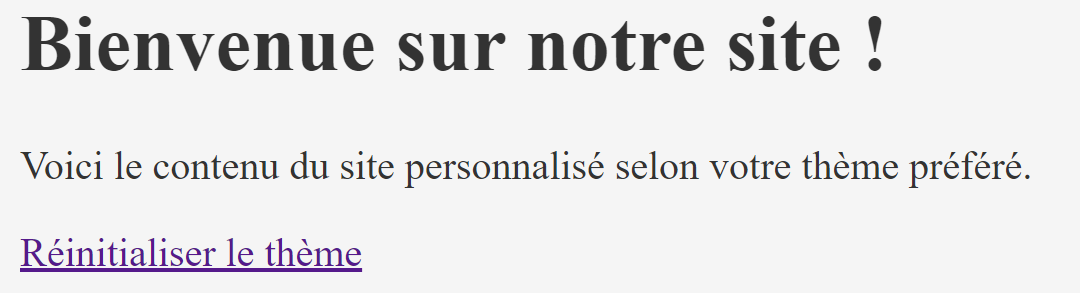 Bienvenue sur notre site !
Voici le contenu du site personnalisé selon votre thème préféré.
Réinitialiser le thème